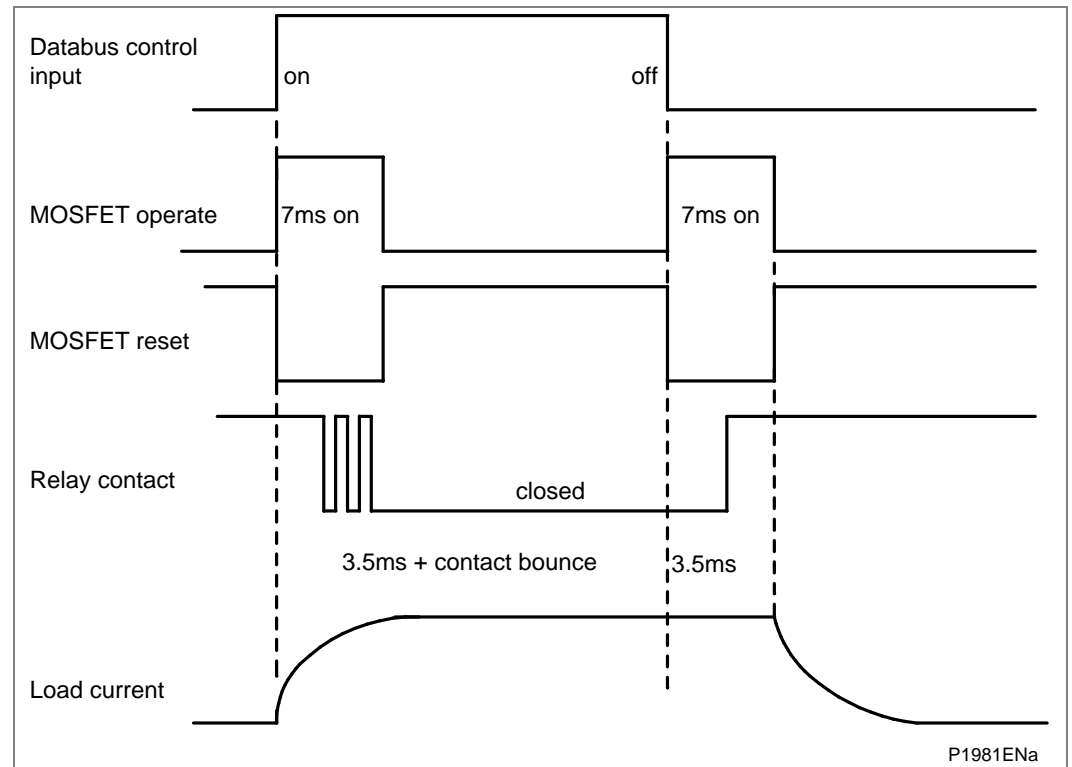 Databus control
input
on
off
MOSFET operate
7ms on
7ms on
MOSFET reset
Relay contact
closed
3.5ms + contact bounce
3.5ms
Load current
P1981ENa